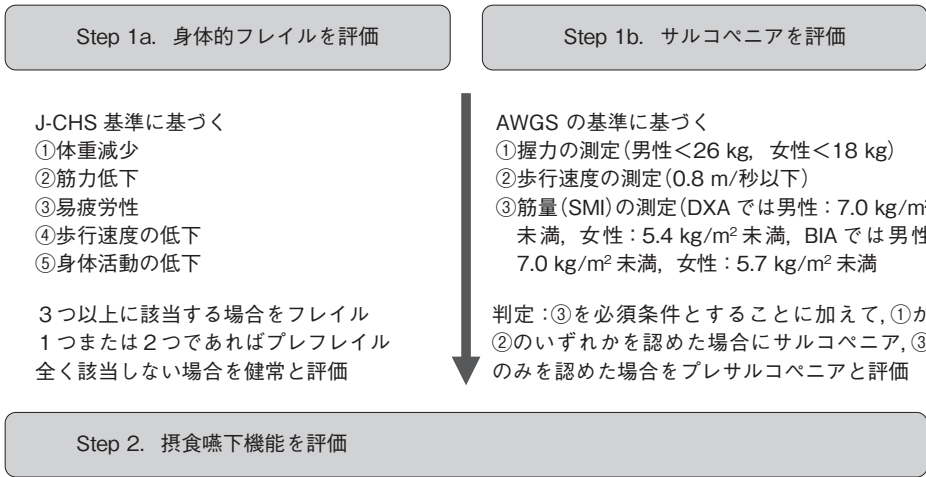 Step 1a. 身体的フレイルを評価
J-CHS 基準に基づく
①体重減少
②筋力低下
③易疲労性
④歩行速度の低下
⑤身体活動の低下
3つ以上に該当する場合をフレイル
1つまたは2つであればプレフレイル
全く該当しない場合を健常と評価
Step 1b. サルコペニアを評価
AWGS の基準に基づく
①握力の測定(男性<26 kg, 女性<18 kg)
②歩行速度の測定(0.8 m/秒以下)
③筋量(SMI)の測定(DXA では男性:7.0 kg/m²
未満, 女性:5.4 kg/m² 未満, BIA では男性
7.0 kg/m² 未満, 女性:5.7 kg/m² 未満
判定:③を必須条件とすることに加えて, ①か
②のいずれかを認めた場合にサルコペニア, ③
のみを認めた場合をプレサルコペニアと評価
Step 2. 摂食嚥下機能を評価